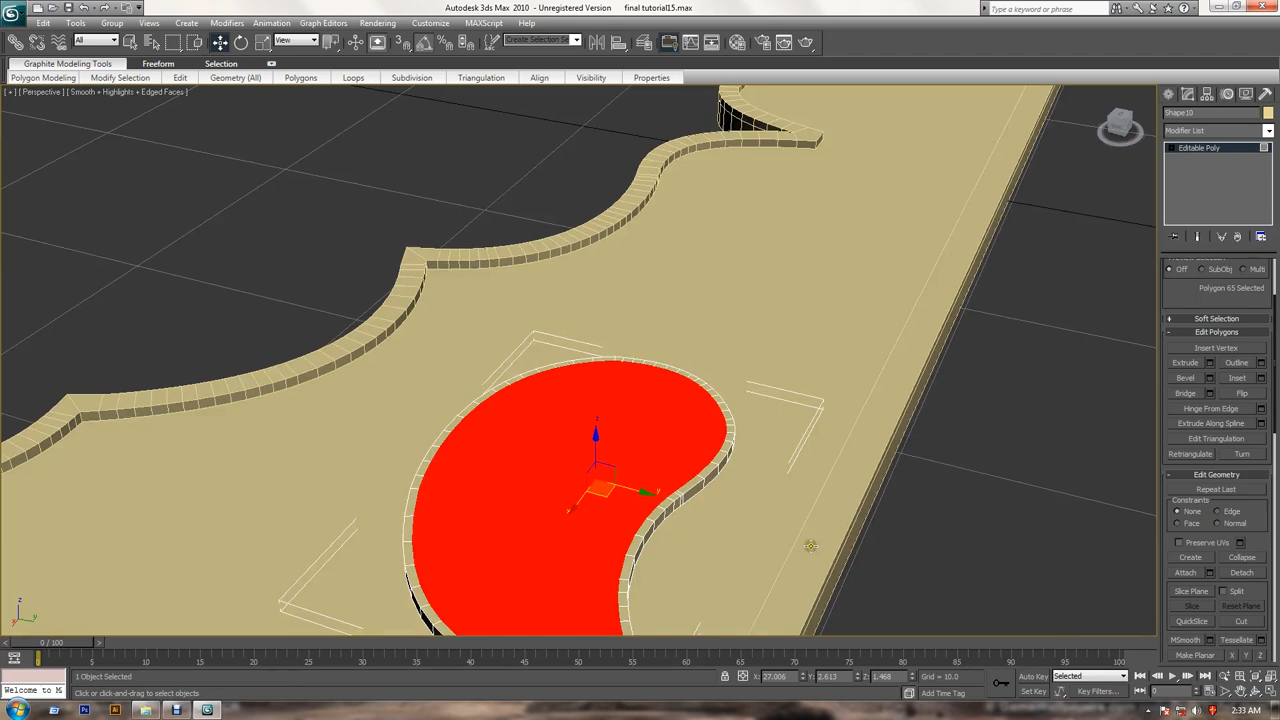 Autodesk 3ds Max 2010 - Unregistered Version final tutorial15.max
Type a keyword or phrase
Edit Tools Group Views Create Modifiers Animation Graph Editors Rendering Customize MAXScript Help
All View Create Selection Se
Graphite Modeling Tools Freeform Selection
Polygon Modeling Modify Selection Edit Geometry (All) Polygons Loops Subdivision Triangulation Align Visibility Properties
[ + ] [ Perspective ] [ Smooth + Highlights + Edged Faces ]
Shape10
Modifier List
Editable Poly
Off SubObj Multi
Polygon 65 Selected
+ Soft Selection
- Edit Polygons
Insert Vertex
Extrude Outline
Bevel Inset
Bridge Flip
Hinge From Edge
Extrude Along Spline
Edit Triangulation
Retriangulate Turn
- Edit Geometry
Repeat Last
Constraints
None Edge
Face Normal
Preserve UVs
Create Collapse
Attach Detach
Slice Plane Split
Slice Reset Plane
QuickSlice Cut
MSmooth Tessellate
Make Planar X Y Z
z
y
x
z
y
x
< 0 / 100 >
0 5 10 15 20 25 30 35 40 45 50 55 60 65 70 75 80 85 90 95 100
1 Object Selected X: 27.006 Y: 2.613 Z: 1.468 Grid = 10.0 Auto Key Selected
Welcome to M Click or click-and-drag to select objects Add Time Tag Set Key Key Filters... 0
2:33 AM